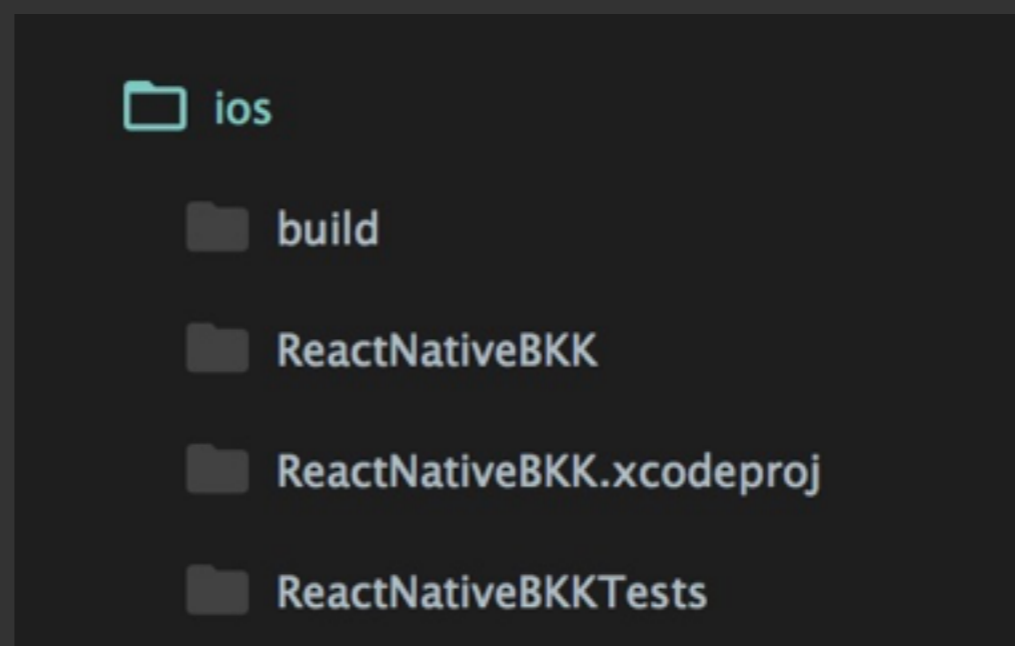 ios
build
ReactNativeBKK
ReactNativeBKK.xcodeproj
ReactNativeBKKTests